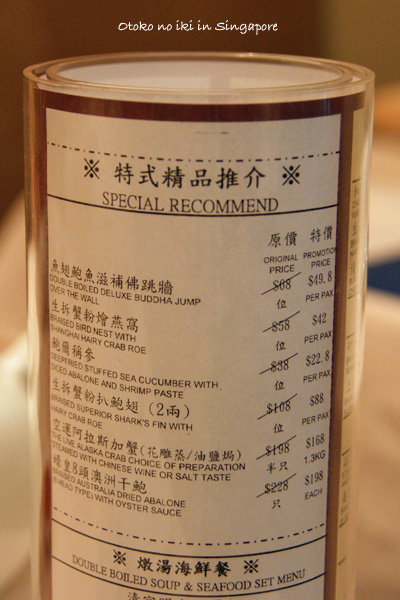 Otoko no iki in Singapore
※ 特式精品推介 ※
SPECIAL RECOMMEND
原價 特價
ORIGINAL PRICE PROMOTION PRICE
魚翅鮑魚滋補佛跳牆 $68 $49.8
DOUBLE BOILED DELUXE BUDDHA JUMP 位 PER PAX
OVER THE WALL
生拆蟹粉燴燕窩 $58 $42
BRAISED BIRD NEST WITH 位 PER PAX
SHANGHAI HAIRY CRAB ROE
鮑爾稱參 $38 $22.8
DEEPFRIED STUFFED SEA CUCUMBER WITH 位 PER PAX
DICED ABALONE AND SHRIMP PASTE
生拆蟹粉扒鮑翅 (2兩) $108 $88
BRAISED SUPERIOR SHARK'S FIN WITH 位 PER PAX
HAIRY CRAB ROE
空運阿拉斯加蟹(花雕蒸/油鹽焗) $198 $168
THE LIVE ALASKA CRAB CHOICE OF PREPARATION 半只 1.3KG
STEAMED WITH CHINESE WINE OR SALT TASTE
蠔皇8頭澳洲干鮑 $228 $198
BRAISED AUSTRALIA DRIED ABALONE 只 EACH
(8-HEAD TYPE) WITH OYSTER SAUCE
※ 燉湯海鮮餐 ※
DOUBLE BOILED SOUP & SEAFOOD SET MENU